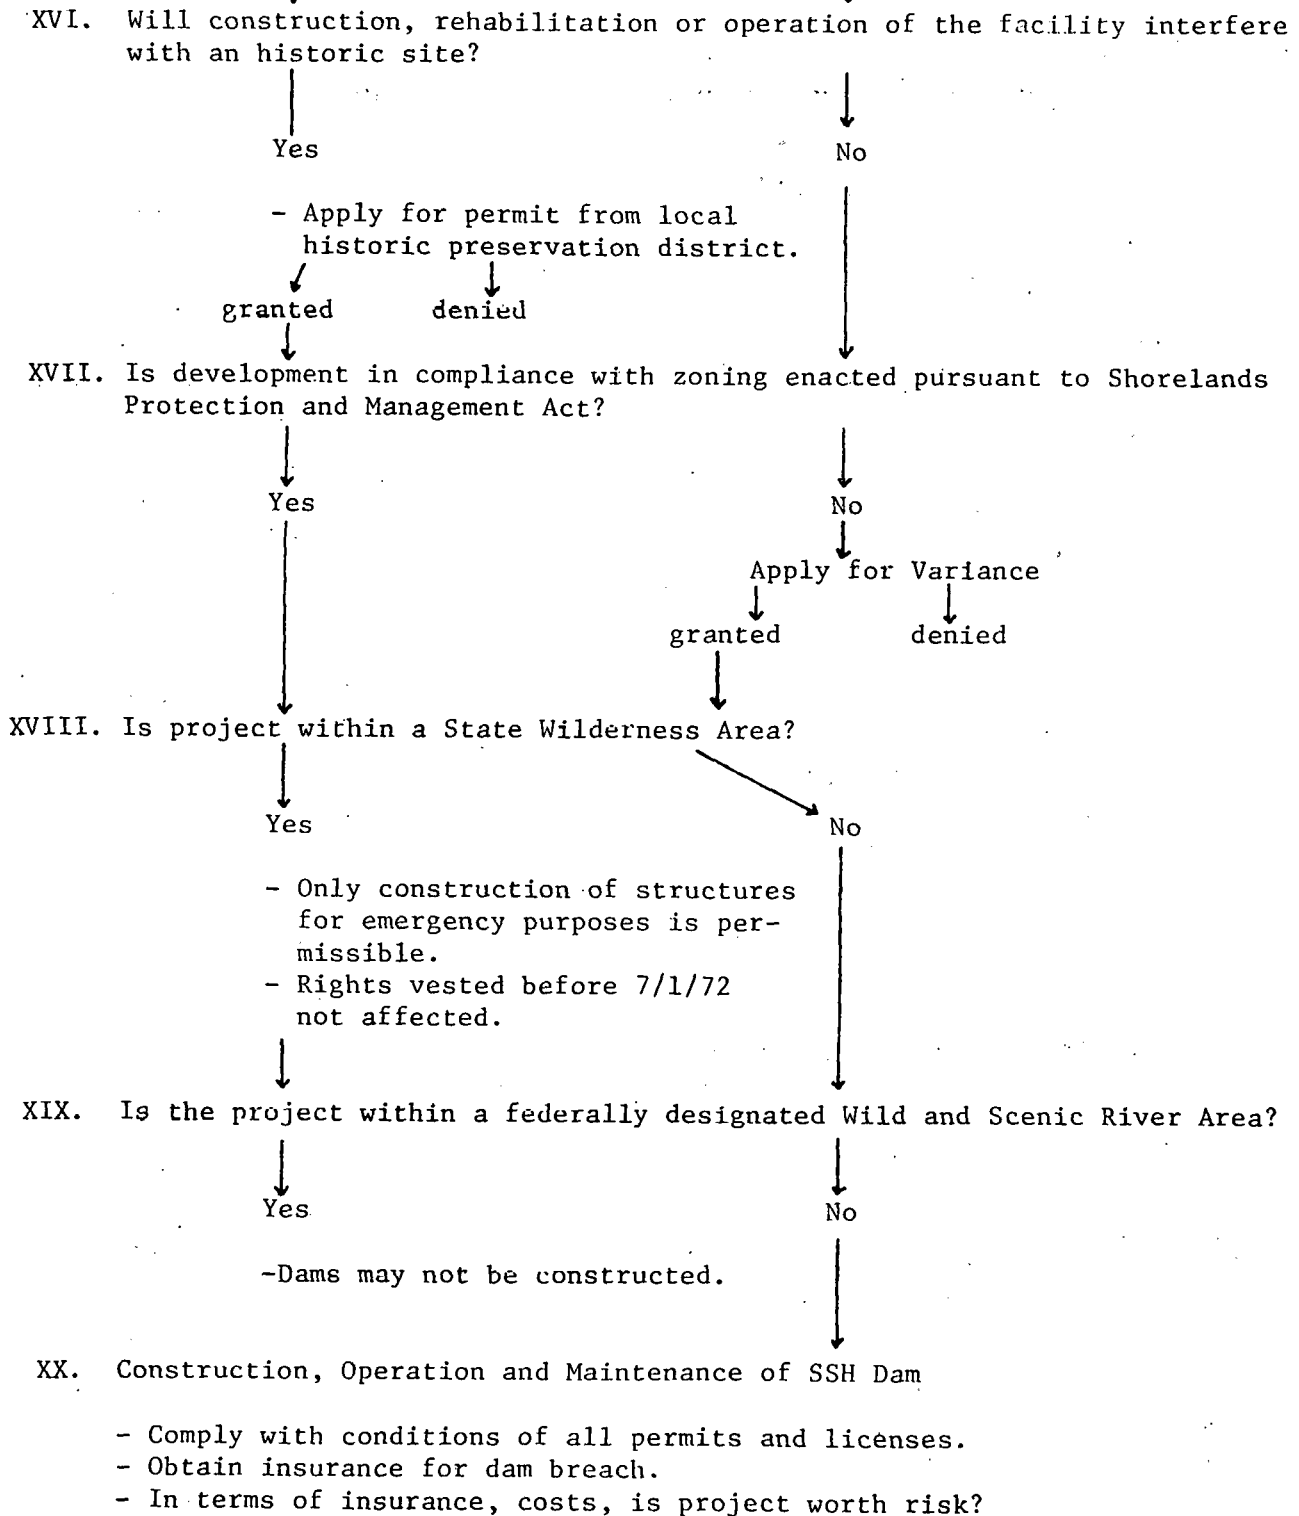 XVI. Will construction, rehabilitation or operation of the facility interfere
with an historic site?
Yes
No
- Apply for permit from local
historic preservation district.
granted denied
XVII. Is development in compliance with zoning enacted pursuant to Shorelands
Protection and Management Act?
Yes
No
Apply for Variance
granted denied
XVIII. Is project within a State Wilderness Area?
Yes
No
- Only construction of structures
for emergency purposes is per-
missible.
- Rights vested before 7/1/72
not affected.
XIX. Is the project within a federally designated Wild and Scenic River Area?
Yes
No
-Dams may not be constructed.
XX. Construction, Operation and Maintenance of SSH Dam
- Comply with conditions of all permits and licenses.
- Obtain insurance for dam breach.
- In terms of insurance, costs, is project worth risk?